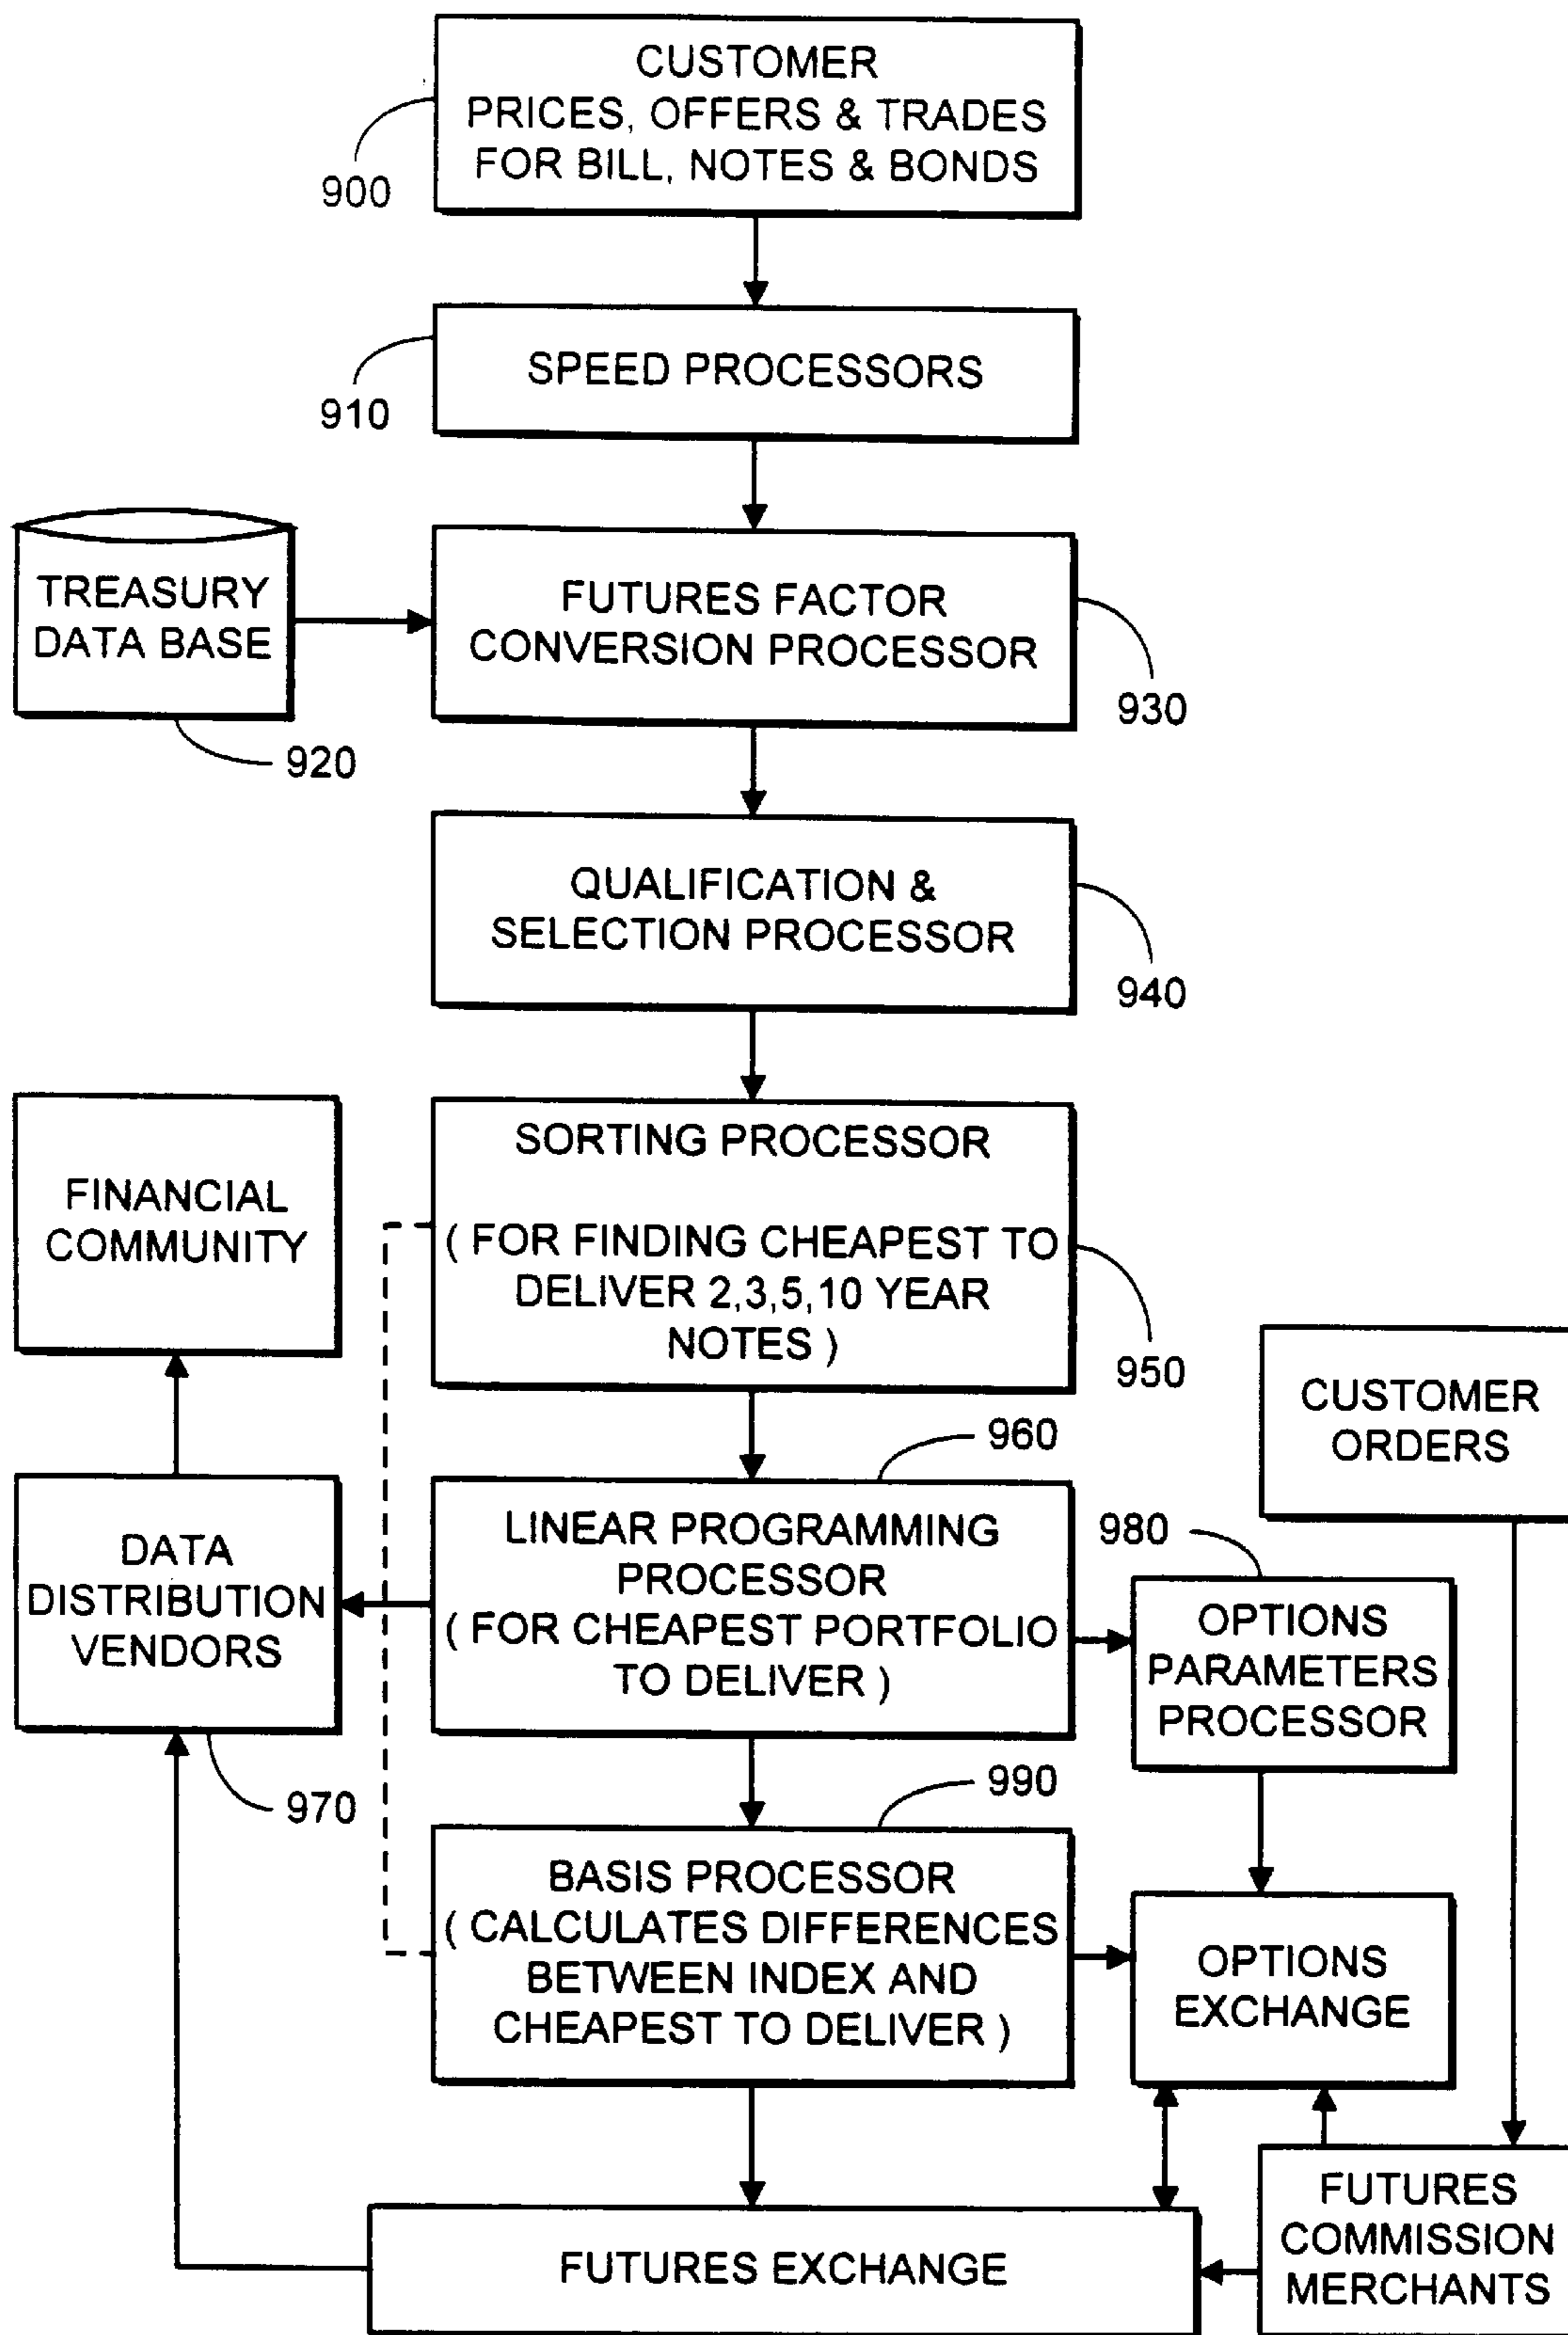 CUSTOMER
PRICES, OFFERS & TRADES
FOR BILL, NOTES & BONDS
900
SPEED PROCESSORS
910
TREASURY
DATA BASE
920
FUTURES FACTOR
CONVERSION PROCESSOR
930
QUALIFICATION &
SELECTION PROCESSOR
940
FINANCIAL
COMMUNITY
SORTING PROCESSOR
( FOR FINDING CHEAPEST TO
DELIVER 2,3,5,10 YEAR
NOTES )
950
CUSTOMER
ORDERS
960
DATA
DISTRIBUTION
VENDORS
970
LINEAR PROGRAMMING
PROCESSOR
( FOR CHEAPEST PORTFOLIO
TO DELIVER )
980
OPTIONS
PARAMETERS
PROCESSOR
990
BASIS PROCESSOR
( CALCULATES DIFFERENCES
BETWEEN INDEX AND
CHEAPEST TO DELIVER )
OPTIONS
EXCHANGE
FUTURES EXCHANGE
FUTURES
COMMISSION
MERCHANTS